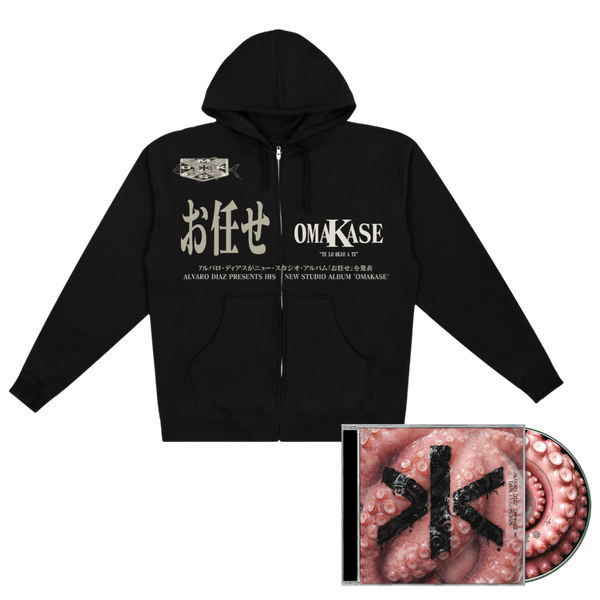 お任せ
OMAKASE
"TE LO DEJO A TI"
アルバロ・ディアスがニュー・スタジオ・アルバム「お任せ」を発表
ALVARO DIAZ PRESENTS HIS NEW STUDIO ALBUM 'OMAKASE'